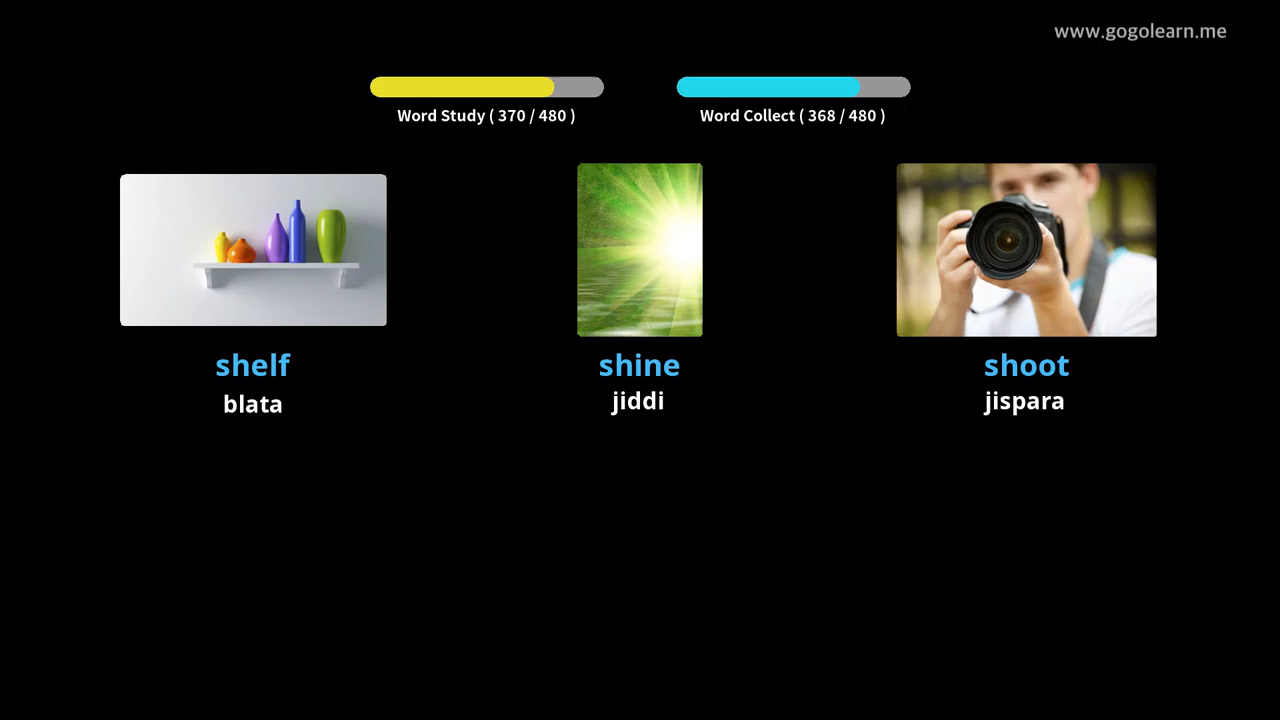 www.gogolearn.me
Word Study ( 370 / 480 )
Word Collect ( 368 / 480 )
shelf
blata
shine
jiddi
shoot
jispara